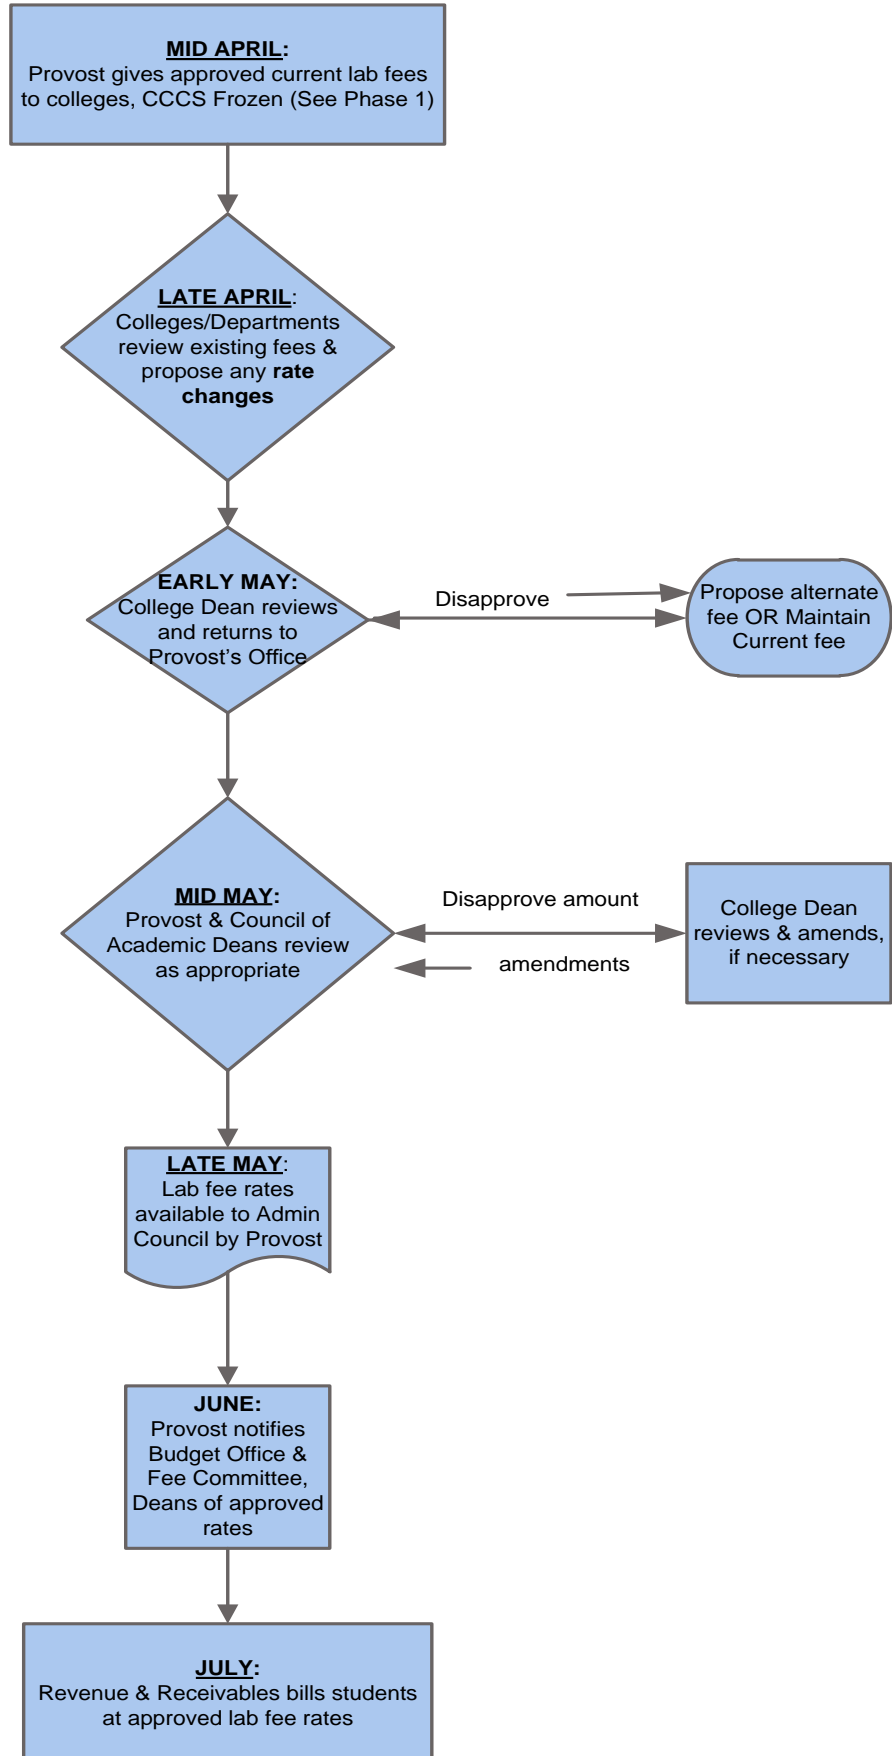 MID APRIL:
Provost gives approved current lab fees
to colleges, CCCS Frozen (See Phase 1)
LATE APRIL:
Colleges/Departments
review existing fees &
propose any rate
changes
EARLY MAY:
College Dean reviews
and returns to
Provost's Office
Disapprove
Propose alternate
fee OR Maintain
Current fee
MID MAY:
Provost & Council of
Academic Deans review
as appropriate
Disapprove amount
amendments
College Dean
reviews & amends,
if necessary
LATE MAY:
Lab fee rates
available to Admin
Council by Provost
JUNE:
Provost notifies
Budget Office &
Fee Committee,
Deans of approved
rates
JULY:
Revenue & Receivables bills students
at approved lab fee rates